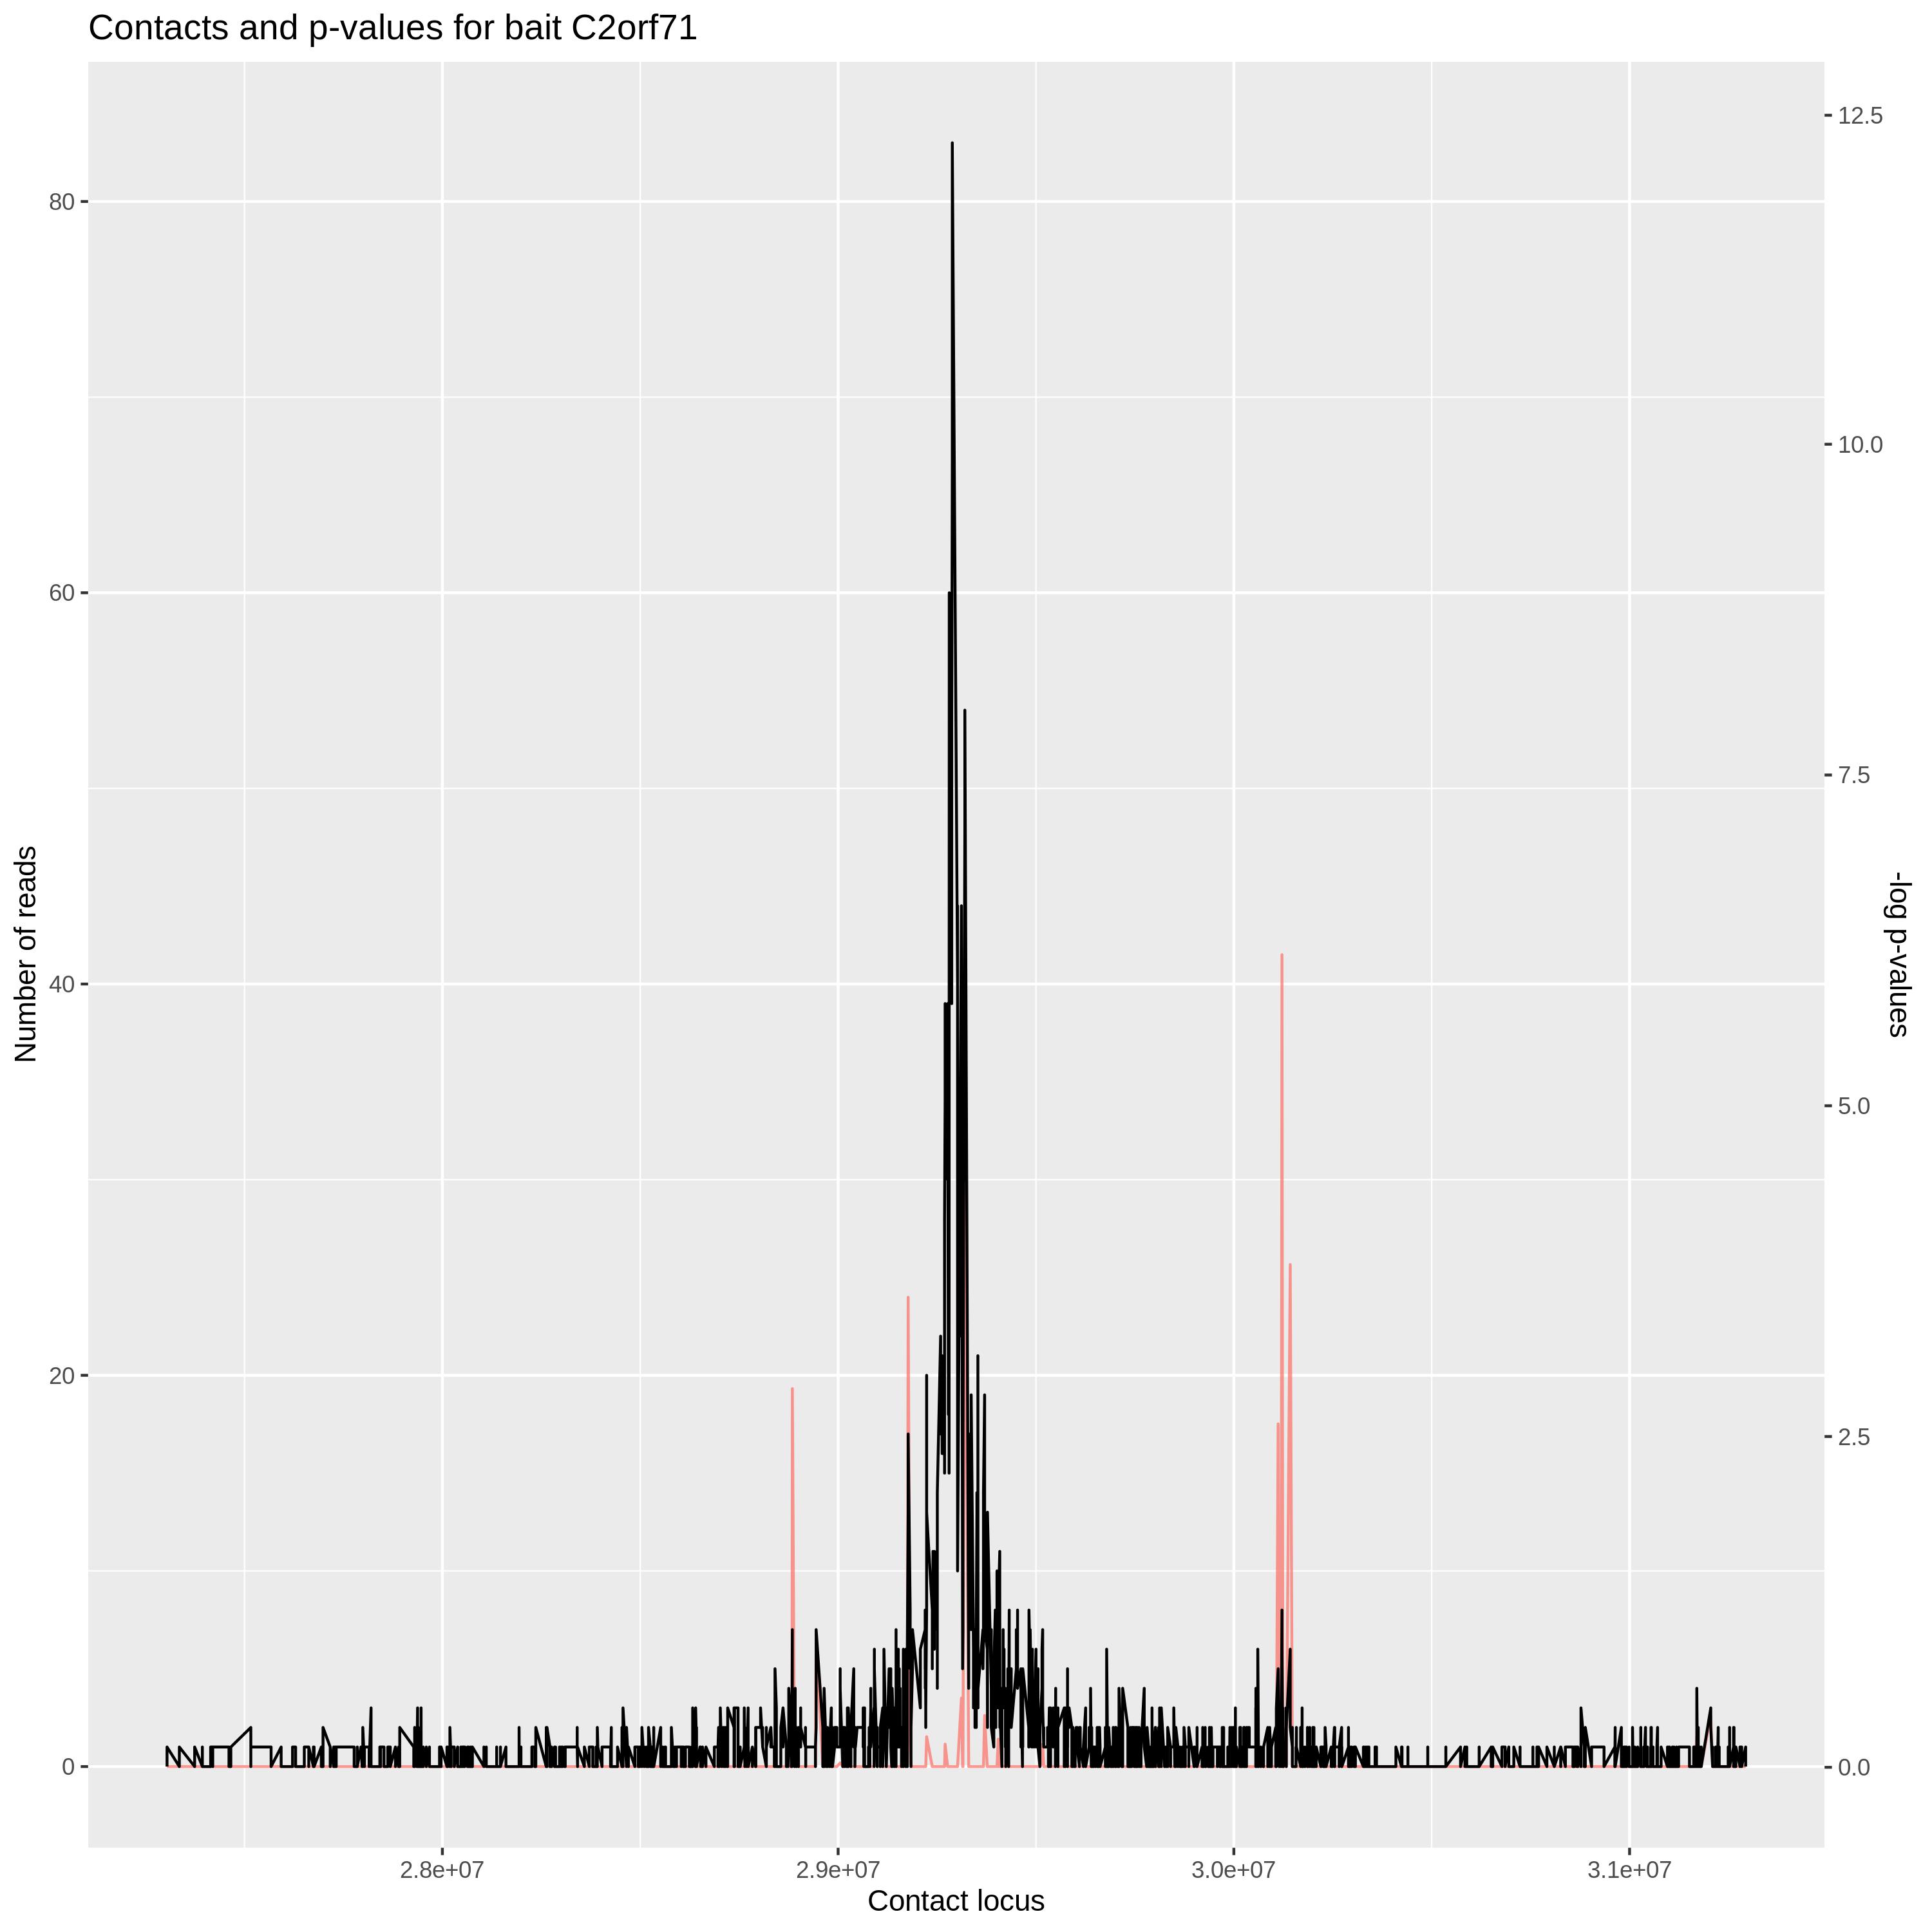 Contacts and p-values for bait C2orf71
12.5
80
10.0
60
7.5
Number of reads
-log p-values
40
5.0
20
2.5
0
0.0
2.8e+07
2.9e+07
3.0e+07
3.1e+07
Contact locus